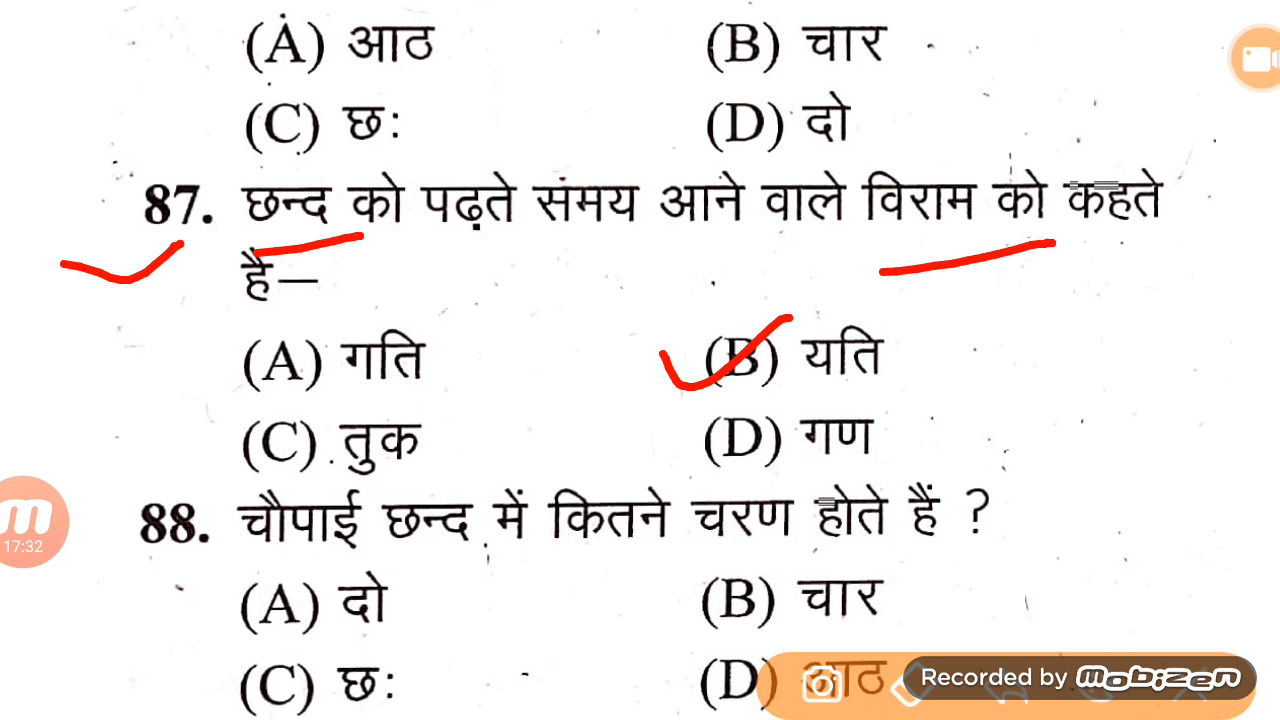 (A) आठ (B) चार
(C) छः (D) दो
87. छन्द को पढ़ते समय आने वाले विराम को कहते
है—
(A) गति (B) यति
(C) तुक (D) गण
17:32
88. चौपाई छन्द में कितने चरण होते हैं ?
(A) दो (B) चार
(C) छः (D) आठ
Recorded by mobizen